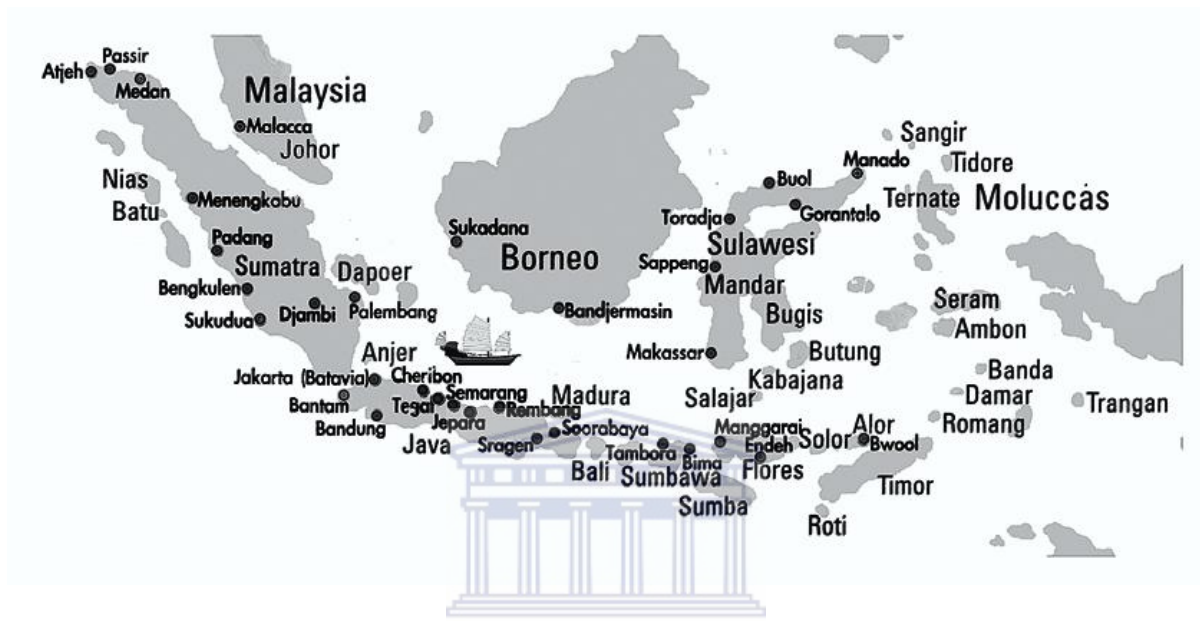 Passir
Atjeh
Medan
Malaysia
Malacca
Johor
Sangir
Manado
Tidore
Nias
Buol
Ternate
Moluccas
Batu
Menengkabu
Gorantalo
Toradja
Sukadana
Padang
Sulawesi
Borneo
Sumatra
Dapoer
Sappeng
Mandar
Bengkulen
Seram
Djambi
Palembang
Bandjermasin
Bugis
Sukudua
Ambon
Anjer
Makassar
Butung
Jakarta (Batavia)
Cheribon
Kabajana
Banda
Semarang
Madura
Salajar
Damar
Bantam
Tegal
Rembang
Trangan
Jepara
Bandung
Soorabaya
Manggarai
Alor
Romang
Java
Sragen
Endeh
Solor
Bwool
Tambora
Bima
Bali
Sumbawa
Flores
Timor
Sumba
Roti